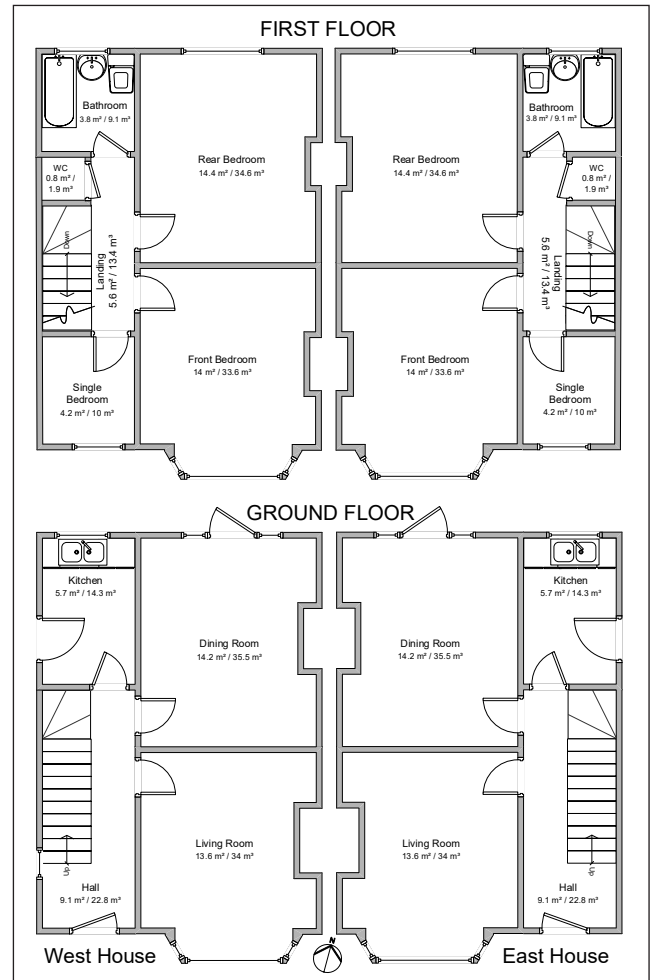 FIRST FLOOR
Bathroom
3.8 m² / 9.1 m³
Rear Bedroom
14.4 m² / 34.6 m³
WC
0.8 m² /
1.9 m³
Down
Landing
5.6 m² / 13.4 m³
Front Bedroom
14 m² / 33.6 m³
Single
Bedroom
4.2 m² / 10 m³
Rear Bedroom
14.4 m² / 34.6 m³
Bathroom
3.8 m² / 9.1 m³
WC
0.8 m² /
1.9 m³
Down
Landing
5.6 m² / 13.4 m³
Front Bedroom
14 m² / 33.6 m³
Single
Bedroom
4.2 m² / 10 m³
GROUND FLOOR
Kitchen
5.7 m² / 14.3 m³
Dining Room
14.2 m² / 35.5 m³
Living Room
13.6 m² / 34 m³
Up
Hall
9.1 m² / 22.8 m³
Dining Room
14.2 m² / 35.5 m³
Kitchen
5.7 m² / 14.3 m³
Living Room
13.6 m² / 34 m³
Up
Hall
9.1 m² / 22.8 m³
West House
N
East House